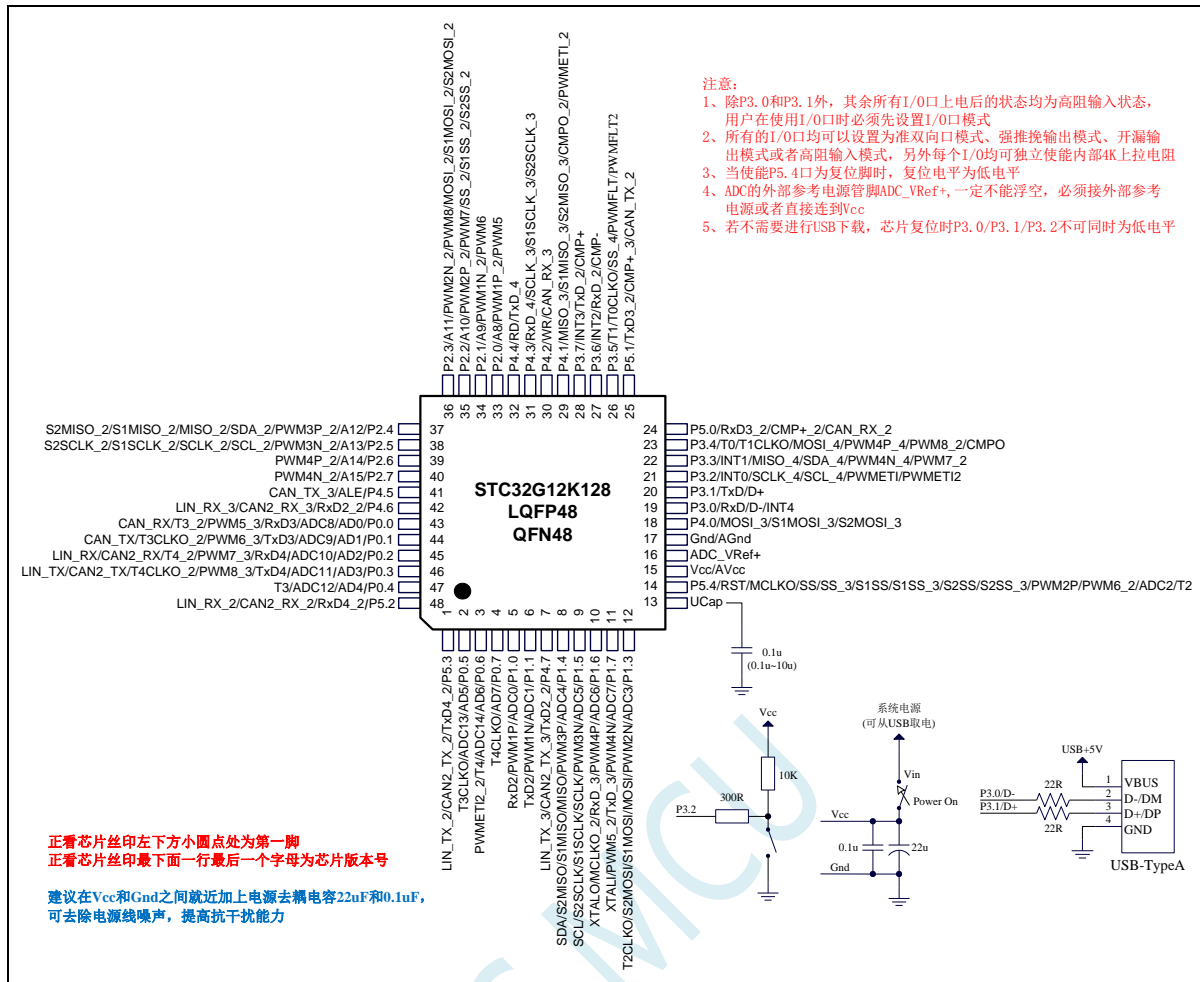 注意:
1、除P3.0和P3.1外，其余所有I/O口上电后的状态均为高阻输入状态，
用户在使用I/O口时必须先设置I/O口模式
2、所有的I/O口均可以设置为准双向口模式、强推挽输出模式、开漏输
出模式或者高阻输入模式，另外每个I/O均可独立使能内部4K上拉电阻
3、当使能P5.4口为复位脚时，复位电平为低电平
4、ADC的外部参考电源管脚ADC_VRef+,一定不能浮空，必须接外部参考
电源或者直接连到Vcc
5、若不需要进行USB下载，芯片复位时P3.0/P3.1/P3.2不可同时为低电平
P2.3/A11/PWM2N_2/PWM8/MOSI_2/S1MOSI_2/S2MOSI_2
P2.2/A10/PWM2P_2/PWM7/SS_2/S1SS_2/S2SS_2
P2.1/A9/PWM1N_2/PWM6
P2.0/A8/PWM1P_2/PWM5
P4.4/RD/TxD_4
P4.3/RxD_4/SCLK_3/S1SCLK_3/S2SCLK_3
P4.2/WR/CAN_RX_3
P4.1/MISO_3/S1MISO_3/S2MISO_3/CMPO_2/PWMETI_2
P3.7/INT3/TxD_2/CMP+
P3.6/INT2/RxD_2/CMP-
P3.5/T1/T0CLKO/SS_4/PWMFLT/PWMFLT2
P5.1/TxD3_2/CMP+_3/CAN_TX_2
36 35 34 33 32 31 30 29 28 27 26 25
S2MISO_2/S1MISO_2/MISO_2/SDA_2/PWM3P_2/A12/P2.4 37
S2SCLK_2/S1SCLK_2/SCLK_2/SCL_2/PWM3N_2/A13/P2.5 38
PWM4P_2/A14/P2.6 39
PWM4N_2/A15/P2.7 40
CAN_TX_3/ALE/P4.5 41
LIN_RX_3/CAN2_RX_3/RxD2_2/P4.6 42
CAN_RX/T3_2/PWM5_3/RxD3/ADC8/AD0/P0.0 43
CAN_TX/T3CLKO_2/PWM6_3/TxD3/ADC9/AD1/P0.1 44
LIN_RX/CAN2_RX/T4_2/PWM7_3/RxD4/ADC10/AD2/P0.2 45
LIN_TX/CAN2_TX/T4CLKO_2/PWM8_3/TxD4/ADC11/AD3/P0.3 46
T3/ADC12/AD4/P0.4 47
LIN_RX_2/CAN2_RX_2/RxD4_2/P5.2 48
STC32G12K128
LQFP48
QFN48
24 P5.0/RxD3_2/CMP+_2/CAN_RX_2
23 P3.4/T0/T1CLKO/MOSI_4/PWM4P_4/PWM8_2/CMPO
22 P3.3/INT1/MISO_4/SDA_4/PWM4N_4/PWM7_2
21 P3.2/INT0/SCLK_4/SCL_4/PWMETI/PWMETI2
20 P3.1/TxD/D+
19 P3.0/RxD/D-/INT4
18 P4.0/MOSI_3/S1MOSI_3/S2MOSI_3
17 Gnd/AGnd
16 ADC_VRef+
15 Vcc/AVcc
14 P5.4/RST/MCLKO/SS/SS_3/S1SS/S1SS_3/S2SS/S2SS_3/PWM2P/PWM6_2/ADC2/T2
13 UCap
1 2 3 4 5 6 7 8 9 10 11 12
LIN_TX_2/CAN2_TX_2/TxD4_2/P5.3
T3CLKO/ADC13/AD5/P0.5
PWMETI2_2/T4/ADC14/AD6/P0.6
T4CLKO/AD7/P0.7
RxD2/PWM1P/ADC0/P1.0
TxD2/PWM1N/ADC1/P1.1
LIN_TX_3/CAN2_TX_3/TxD2_2/P4.7
SDA/S2MISO/S1MISO/MISO/PWM3P/ADC4/P1.4
SCL/S2SCLK/S1SCLK/SCLK/PWM3N/ADC5/P1.5
XTALO/MCLKO_2/RxD_3/PWM4P/ADC6/P1.6
XTALI/PWM5_2/TxD_3/PWM4N/ADC7/P1.7
T2CLKO/S2MOSI/S1MOSI/MOSI/PWM2N/ADC3/P1.3
0.1u
(0.1u~10u)
Vcc
10K
300R
P3.2
系统电源
(可从USB取电)
Vin
Power On
Vcc
0.1u
22u
Gnd
USB+5V
P3.0/D-
22R
P3.1/D+
22R
1 VBUS
2 D-/DM
3 D+/DP
4 GND
USB-TypeA
正看芯片丝印左下方小圆点处为第一脚
正看芯片丝印最下面一行最后一个字母为芯片版本号
建议在Vcc和Gnd之间就近加上电源去耦电容22uF和0.1uF，
可去除电源线噪声，提高抗干扰能力
MCU